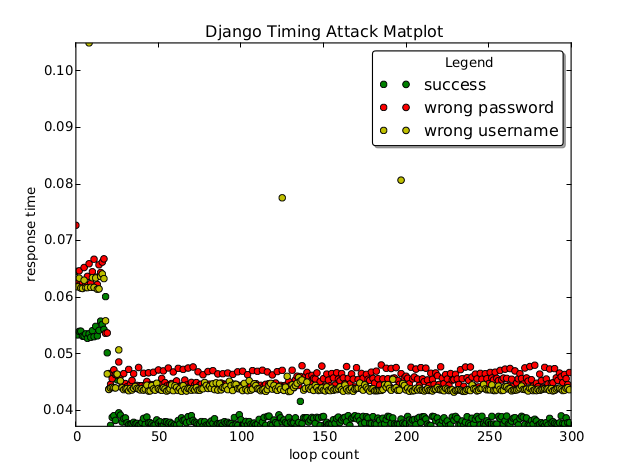 Django Timing Attack Matplot
Legend
success
wrong password
wrong username
response time
0.10
0.09
0.08
0.07
0.06
0.05
0.04
0 50 100 150 200 250 300
loop count